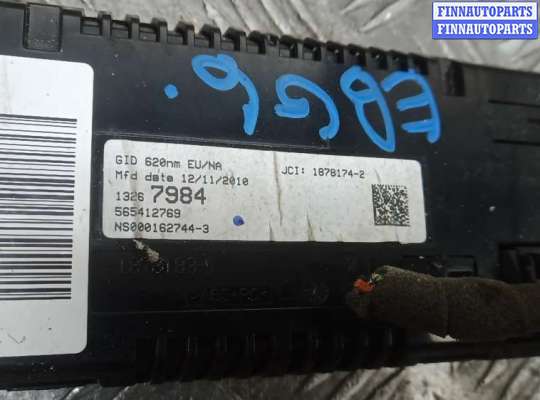 FINNAUTOPARTS
FINNAUTOPARTS
GID 620nm EU/NA
Mfd date 12/11/2010
1326 7984
565412769
NS000162744-3
JCI: 1878174-2